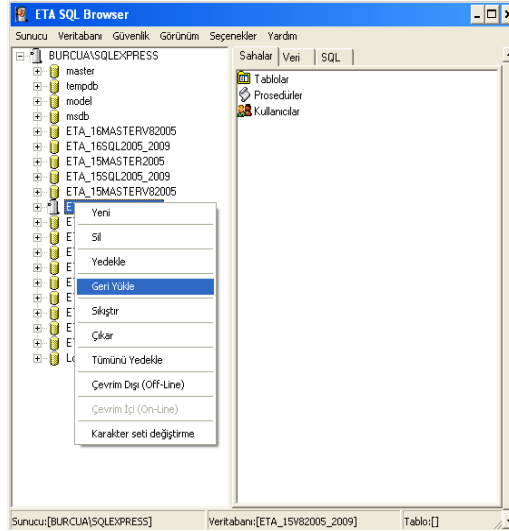 ETA SQL Browser
Sunucu Veritabanı Güvenlik Görünüm Seçenekler Yardım
BURCUA\SQLEXPRESS
master
tempdb
model
msdb
ETA_16MASTERV82005
ETA_16SQL2005_2009
ETA_15MASTER2005
ETA_15SQL2005_2009
ETA_15MASTERV82005
Yeni
Sil
Yedekle
Geri Yükle
Sıkıştır
Çıkar
Tümünü Yedekle
Çevrim Dışı (Off-Line)
Çevrim İçi (On-Line)
Karakter seti değiştirme
Sahalar Veri SQL
Tablolar
Prosedürler
Kullanıcılar
Sunucu:[BURCUA\SQLEXPRESS] Veritabanı:[ETA_15V82005_2009] Tablo:[]